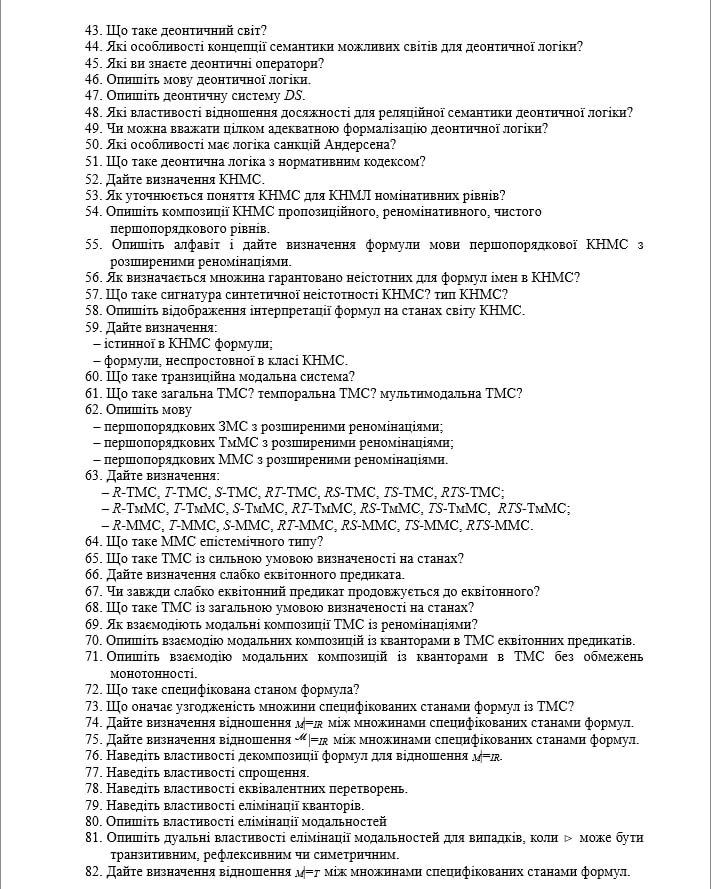 43. Що таке деонтичний світ?
44. Які особливості концепції семантики можливих світів для деонтичної логіки?
45. Які ви знаєте деонтичні оператори?
46. Опишіть мову деонтичної логіки.
47. Опишіть деонтичну систему DS.
48. Які властивості відношення досяжності для реляційної семантики деонтичної логіки?
49. Чи можна вважати цілком адекватною формалізацію деонтичної логіки?
50. Які особливості має логіка санкцій Андерсена?
51. Що таке деонтична логіка з нормативним кодексом?
52. Дайте визначення КНМС.
53. Як уточнюється поняття КНМС для КНМЛ номінативних рівнів?
54. Опишіть композиції КНМС пропозиційного, реномінативного, чистого
першопорядкового рівнів.
55. Опишіть алфавіт і дайте визначення формули мови першопорядкової КНМС з
розширеними реномінаціями.
56. Як визначається множина гарантовано неістотних для формул імен в КНМС?
57. Що таке сигнатура синтетичної неістотності КНМС? тип КНМС?
58. Опишіть відображення інтерпретації формул на станах світу КНМС.
59. Дайте визначення:
– істинної в КНМС формули;
– формули, неспростовної в класі КНМС.
60. Що таке транзиційна модальна система?
61. Що таке загальна ТМС? темпоральна ТМС? мультимодальна ТМС?
62. Опишіть мову
– першопорядкових ЗМС з розширеними реномінаціями;
– першопорядкових ТмМС з розширеними реномінаціями;
– першопорядкових ММС з розширеними реномінаціями.
63. Дайте визначення:
– R-ТМС, T-ТМС, S-ТМС, RT-ТМС, RS-ТМС, TS-ТМС, RTS-ТМС;
– R-ТмМС, T-ТмМС, S-ТмМС, RT-ТмМС, RS-ТмМС, TS-ТмМС, RTS-ТмМС;
– R-ММС, T-ММС, S-ММС, RT-ММС, RS-ММС, TS-ММС, RTS-ММС.
64. Що таке ММС епістемічного типу?
65. Що таке ТМС із сильною умовою визначеності на станах?
66. Дайте визначення слабко еквітонного предиката.
67. Чи завжди слабко еквітонний предикат продовжується до еквітонного?
68. Що таке ТМС із загальною умовою визначеності на станах?
69. Як взаємодіють модальні композиції ТМС із реномінаціями?
70. Опишіть взаємодію модальних композицій із кванторами в ТМС еквітонних предикатів.
71. Опишіть взаємодію модальних композицій із кванторами в ТМС без обмежень
монотонності.
72. Що таке специфікована станом формула?
73. Що означає узгодженість множини специфікованих станами формул із ТМС?
74. Дайте визначення відношення M|=IR між множинами специфікованих станами формул.
75. Дайте визначення відношення ℳ|=IR між множинами специфікованих станами формул.
76. Наведіть властивості декомпозиції формул для відношення M|=IR.
77. Наведіть властивості спрощення.
78. Наведіть властивості еквівалентних перетворень.
79. Наведіть властивості елімінації кванторів.
80. Опишіть властивості елімінації модальностей
81. Опишіть дуальні властивості елімінації модальностей для випадків, коли ▷ може бути
транзитивним, рефлексивним чи симетричним.
82. Дайте визначення відношення M|=T між множинами специфікованих станами формул.